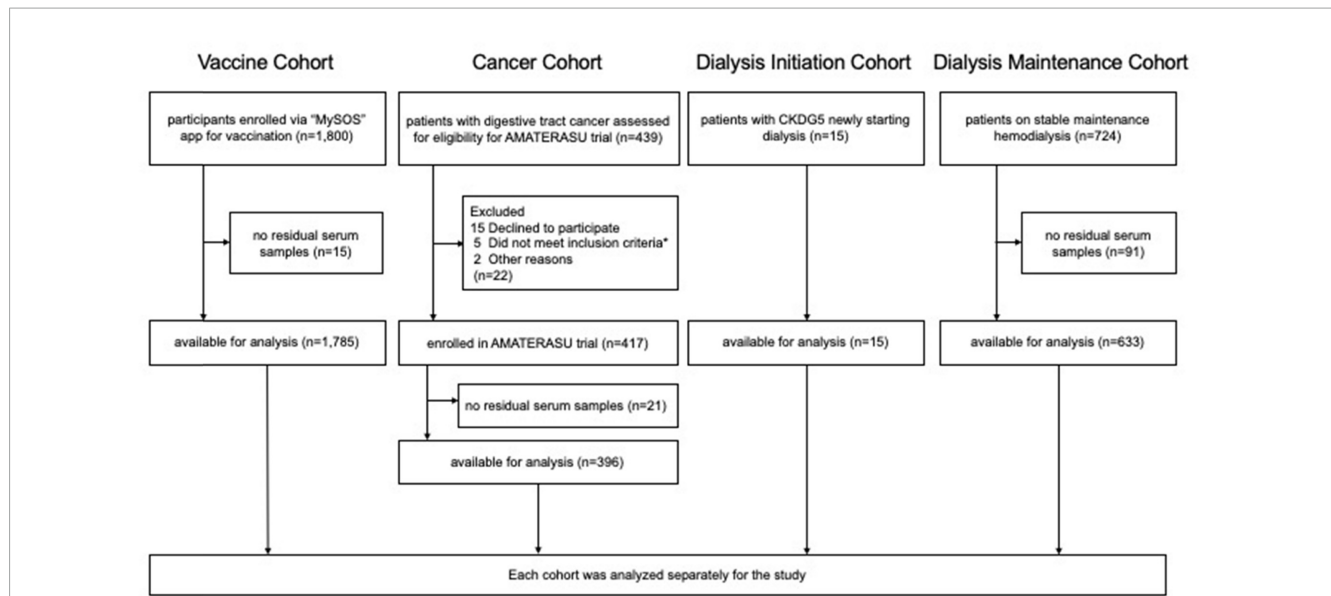 Vaccine Cohort
participants enrolled via “MySOS”
app for vaccination (n=1,800)
no residual serum
samples (n=15)
available for analysis (n=1,785)
Cancer Cohort
patients with digestive tract cancer assessed
for eligibility for AMATERASU trial (n=439)
Excluded
15 Declined to participate
5 Did not meet inclusion criteria*
2 Other reasons
(n=22)
enrolled in AMATERASU trial (n=417)
no residual serum samples (n=21)
available for analysis (n=396)
Dialysis Initiation Cohort
patients with CKDG5 newly starting
dialysis (n=15)
available for analysis (n=15)
Dialysis Maintenance Cohort
patients on stable maintenance
hemodialysis (n=724)
no residual serum
samples (n=91)
available for analysis (n=633)
Each cohort was analyzed separately for the study